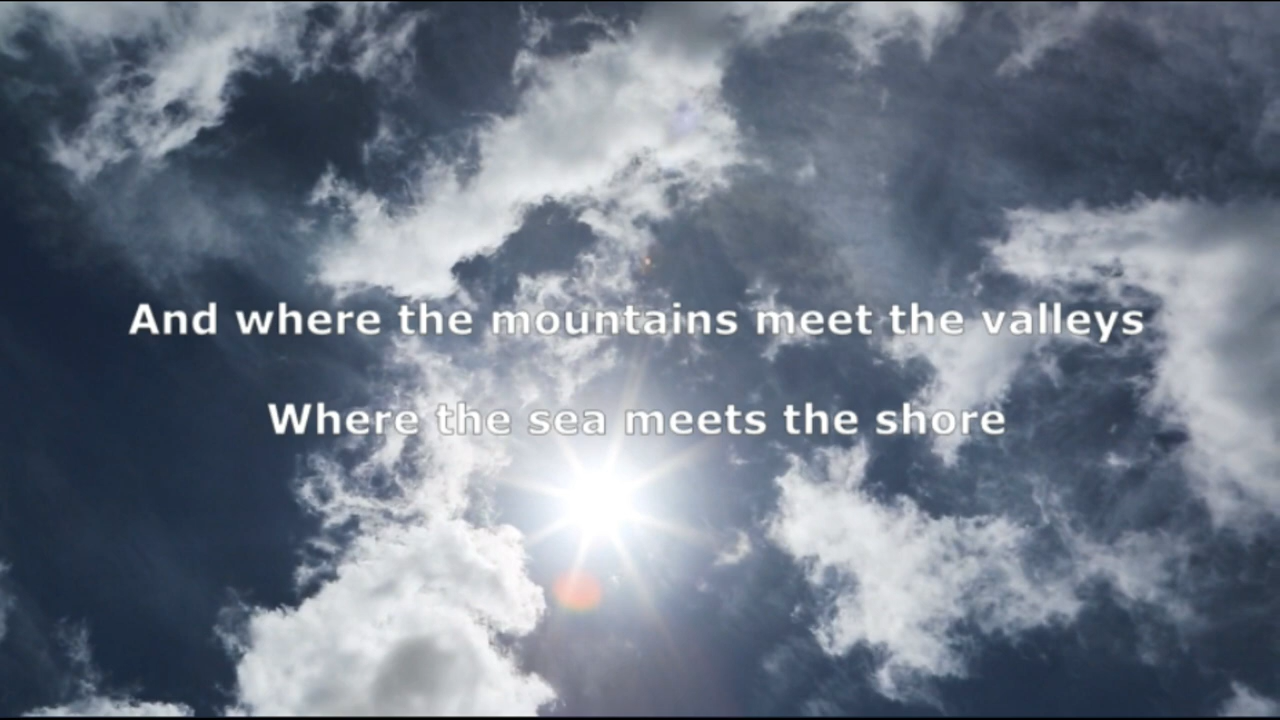 And where the mountains meet the valleys
Where the sea meets the shore